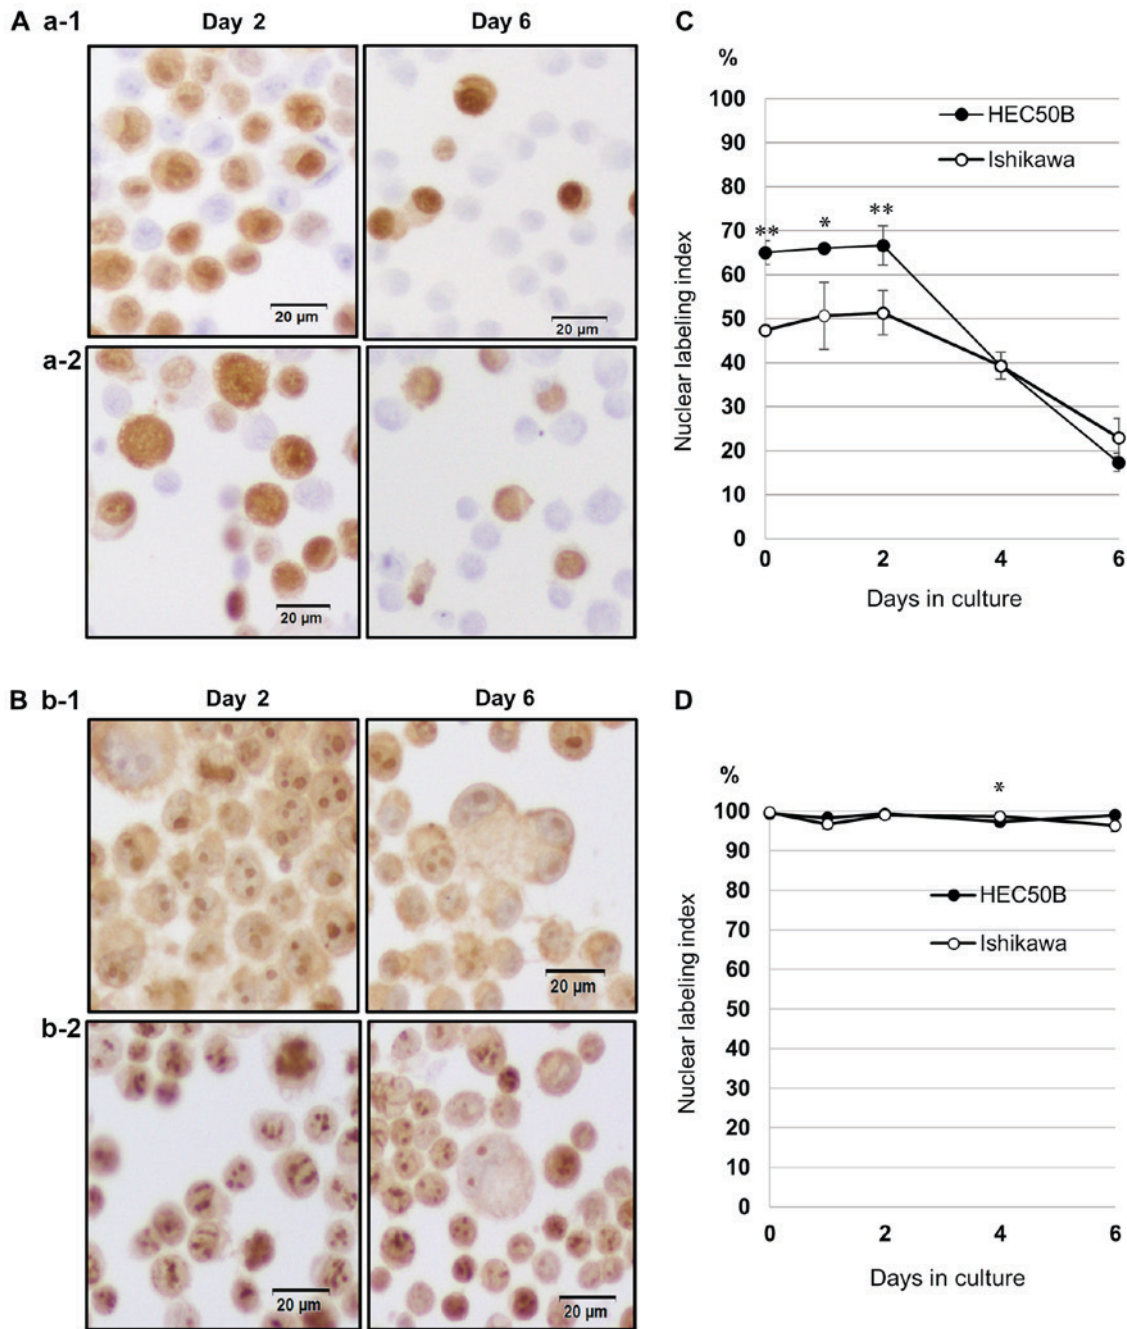 A a-1 Day 2 Day 6
20 µm
20 µm
a-2
20 µm
20 µm
C
%
100
90
80
70
60
50
40
30
20
10
0
0 2 4 6
Nuclear labeling index
Days in culture
HEC50B
Ishikawa
** * **
B b-1 Day 2 Day 6
20 µm
b-2
20 µm
20 µm
D
%
*
100
90
80
70
60
50
40
30
20
10
0
0 2 4 6
Nuclear labeling index
Days in culture
HEC50B
Ishikawa